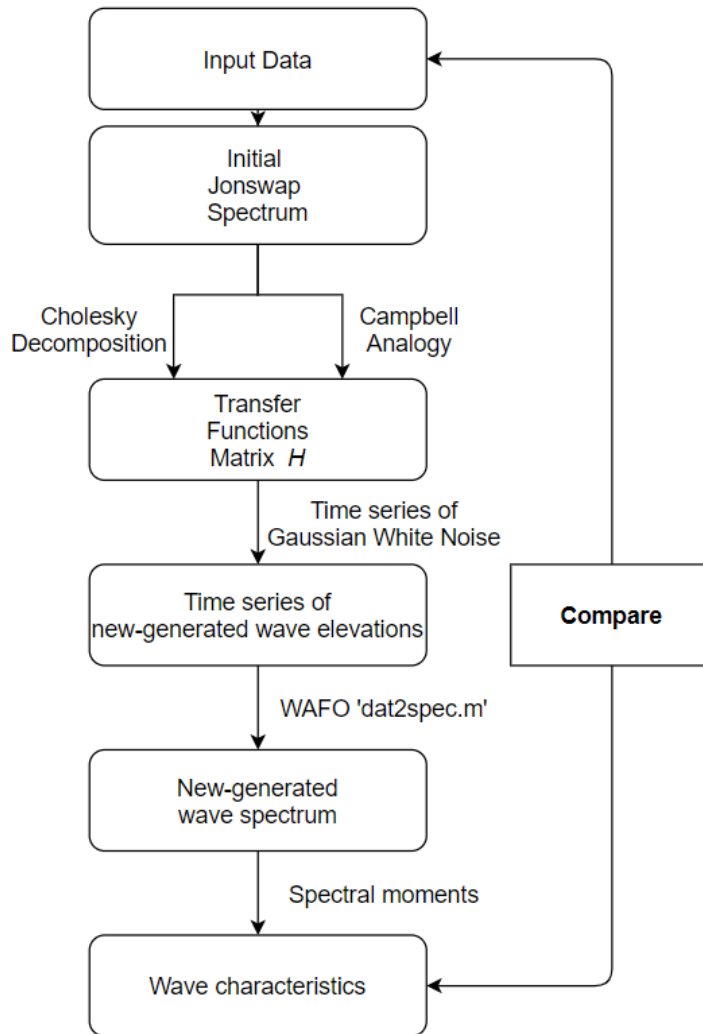 Input Data
Initial
Jonswap
Spectrum
Cholesky
Decomposition
Campbell
Analogy
Transfer
Functions
Matrix H
Time series of
Gaussian White Noise
Time series of
new-generated wave elevations
Compare
WAFO 'dat2spec.m'
New-generated
wave spectrum
Spectral moments
Wave characteristics